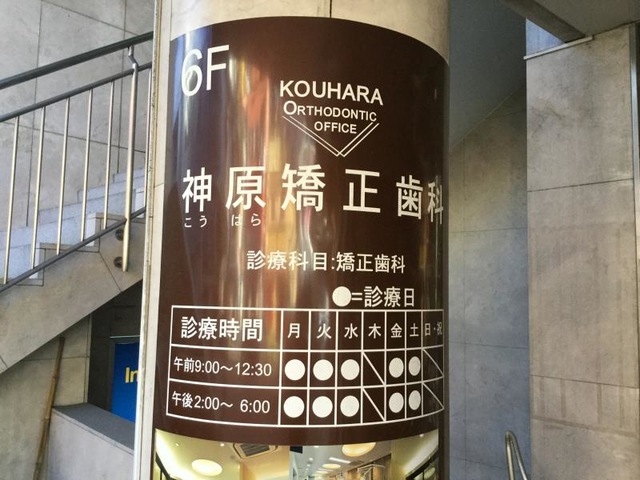 6F
KOUHARA
ORTHODONTIC
OFFICE
神原矯正歯科
こうはら
診療科目:矯正歯科
●=診療日
診療時間 月 火 水 木 金 土 日・祝
午前9:00〜12:30 ● ● ● ╲ ● ● ╲
午後2:00〜 6:00 ● ● ● ╲ ● ● ╲
In